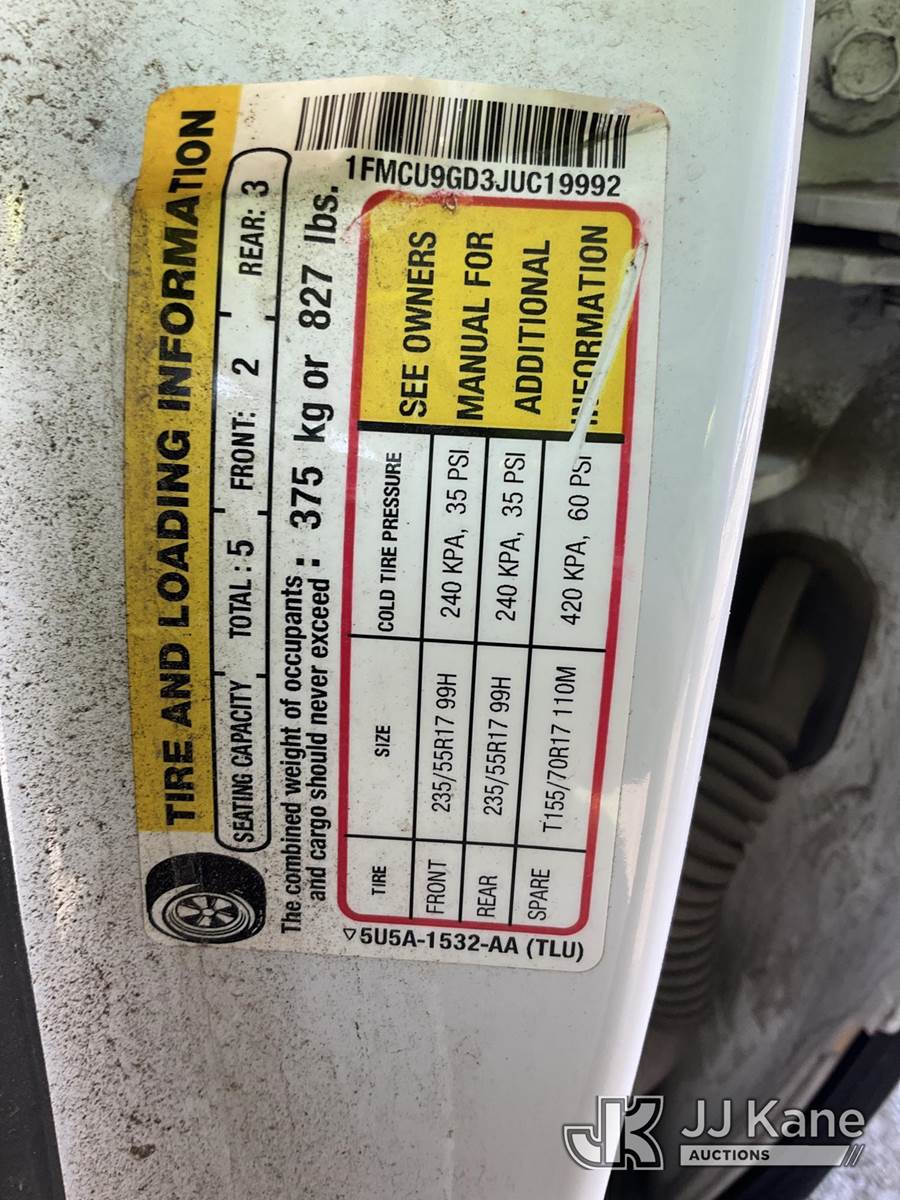 TIRE AND LOADING INFORMATION
SEATING CAPACITY TOTAL : 5 FRONT: 2 REAR: 3
The combined weight of occupants
and cargo should never exceed : 375 kg or 827 lbs.
1FMCU9GD3JUC19992
TIRE SIZE COLD TIRE PRESSURE
FRONT 235/55R17 99H 240 KPA, 35 PSI
REAR 235/55R17 99H 240 KPA, 35 PSI
SPARE T155/70R17 110M 420 KPA, 60 PSI
SEE OWNERS
MANUAL FOR
ADDITIONAL
INFORMATION
5U5A-1532-AA (TLU)
JK JJ Kane
AUCTIONS